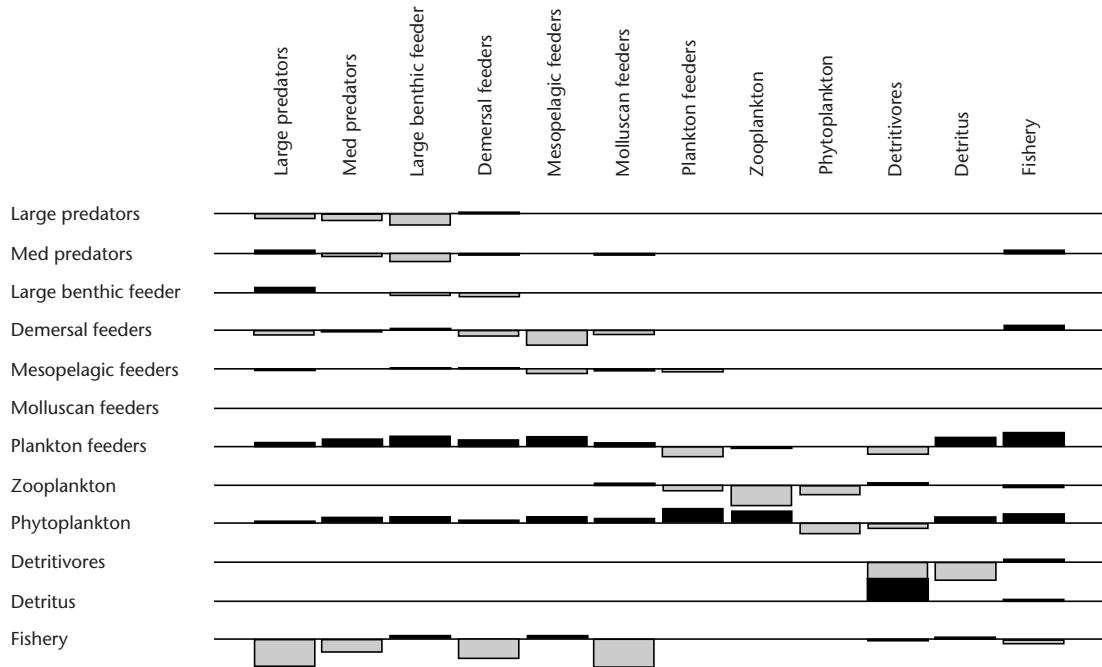 Large predators
Med predators
Large benthic feeder
Demersal feeders
Mesopelagic feeders
Molluscan feeders
Plankton feeders
Zooplankton
Phytoplankton
Detritivores
Detritus
Fishery
Large predators
Med predators
Large benthic feeder
Demersal feeders
Mesopelagic feeders
Molluscan feeders
Plankton feeders
Zooplankton
Phytoplankton
Detritivores
Detritus
Fishery